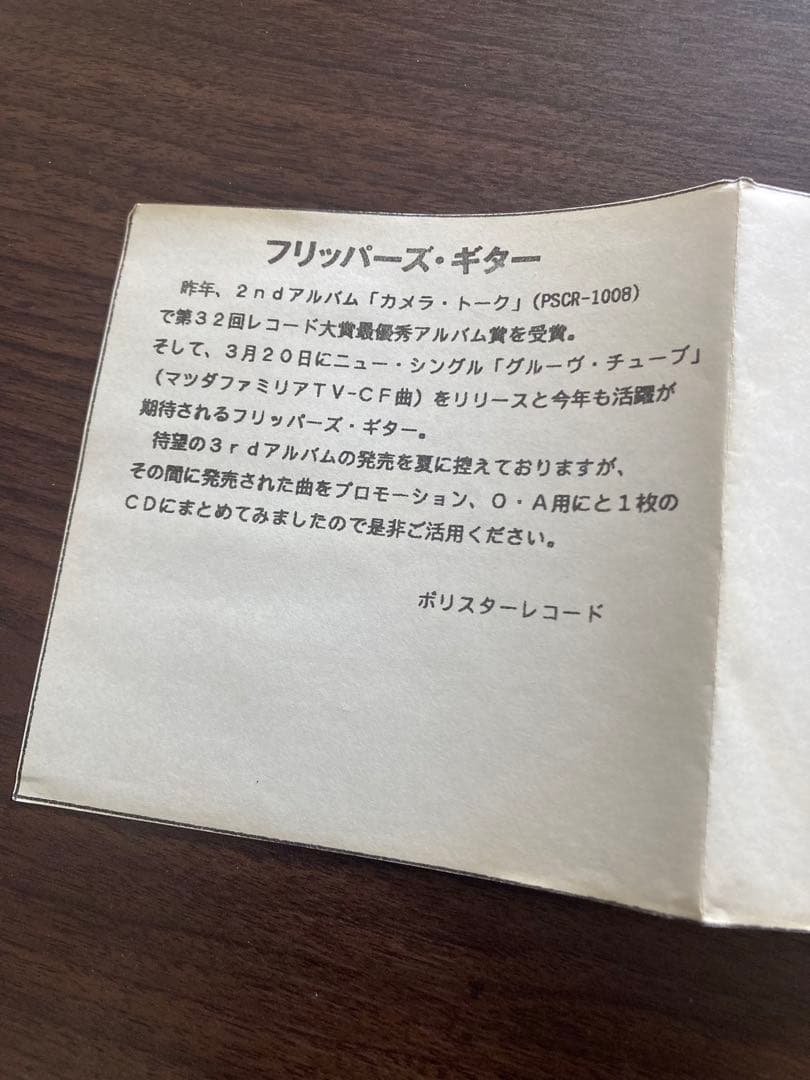 フリッパーズ・ギター
昨年、２ｎｄアルバム「カメラ・トーク」(PSCR-1008)
で第３２回レコード大賞最優秀アルバム賞を受賞。
そして、３月２０日にニュー・シングル「グルーヴ・チューブ」
（マツダファミリアＴＶ-ＣＦ曲）をリリースと今年も活躍が
期待されるフリッパーズ・ギター。
待望の３ｒｄアルバムの発売を夏に控えておりますが、
その間に発売された曲をプロモーション、Ｏ・Ａ用にと１枚の
ＣＤにまとめてみましたので是非ご活用ください。
ポリスターレコード